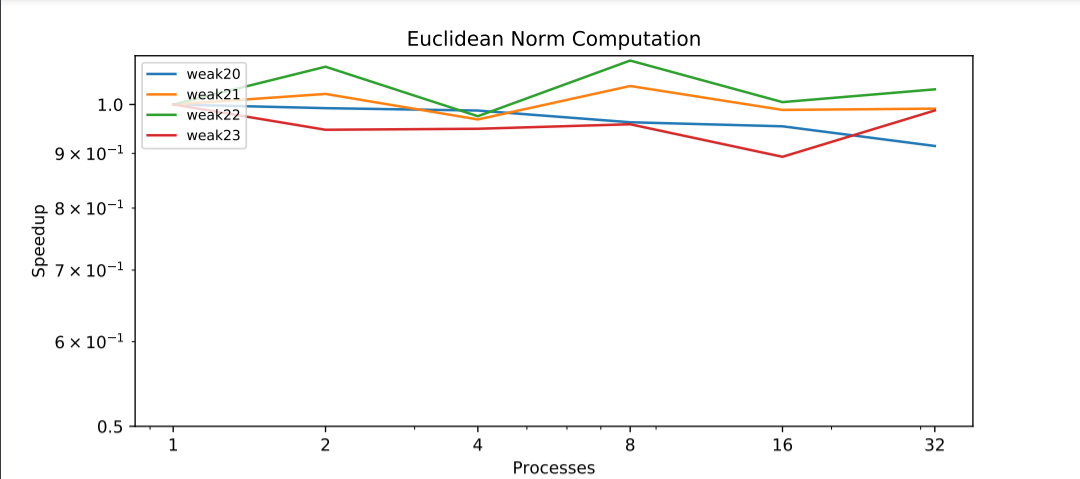 Euclidean Norm Computation
weak20
weak21
weak22
weak23
1.0
9 × 10⁻¹
8 × 10⁻¹
7 × 10⁻¹
6 × 10⁻¹
0.5
Speedup
1 2 4 8 16 32
Processes